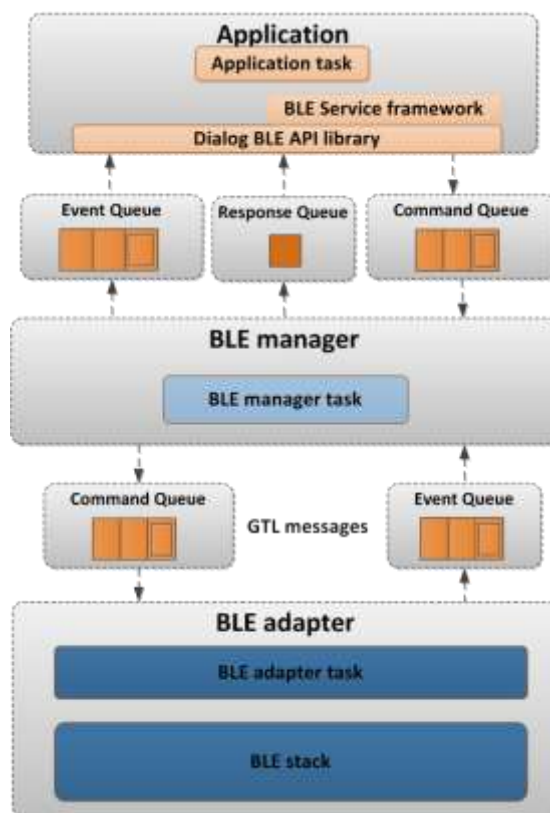 Application
Application task
BLE Service framework
Dialog BLE API library
Event Queue
Response Queue
Command Queue
BLE manager
BLE manager task
Command Queue
GTL messages
Event Queue
BLE adapter
BLE adapter task
BLE stack